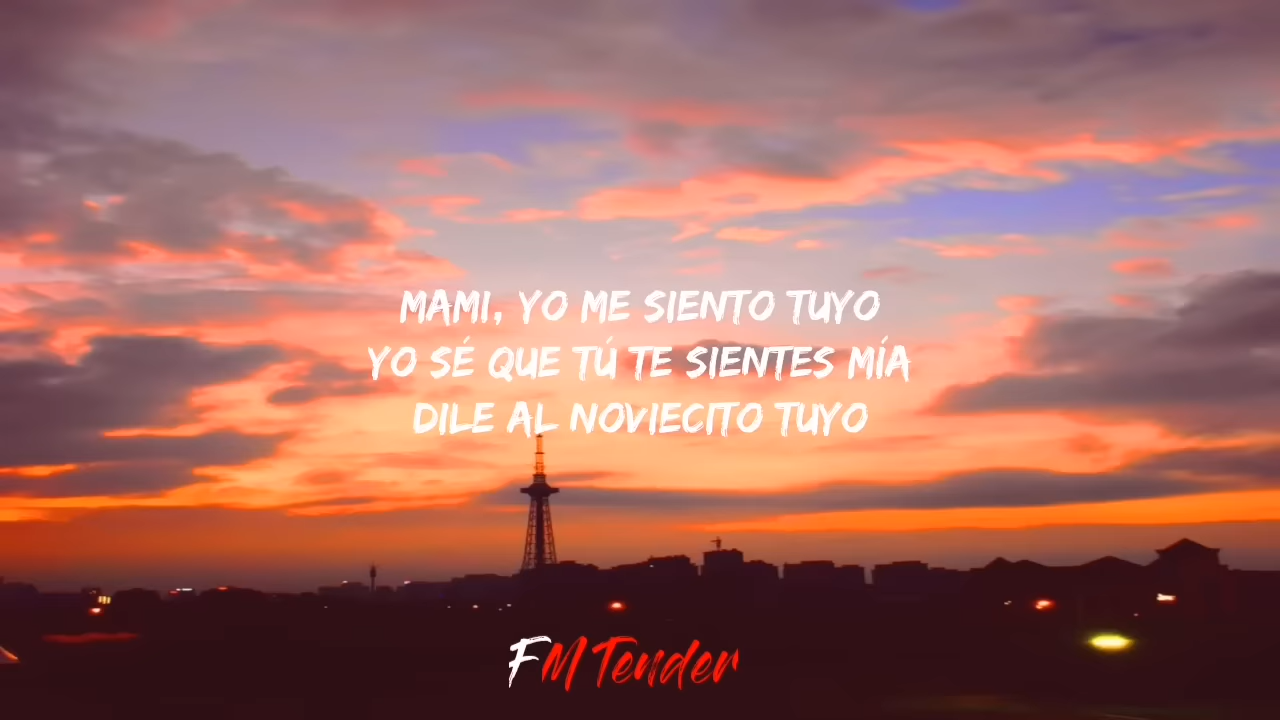 MAMI, YO ME SIENTO TUYO
YO SÉ QUE TÚ TE SIENTES MÍA
DILE AL NOVIECITO TUYO
FM Tender